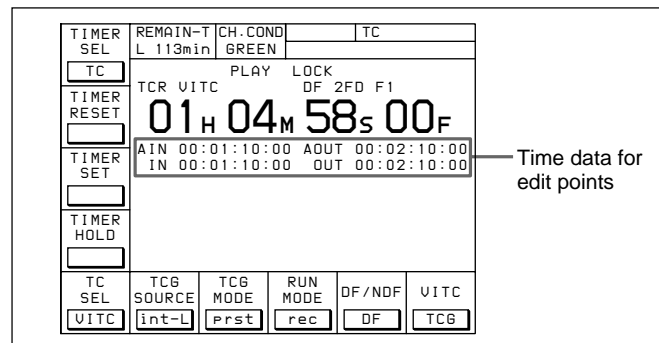 TIMER SEL
TC
REMAIN-T CH.COND TC
L 113min GREEN
PLAY LOCK
TCR VITC DF 2FD F1
01H 04M 58S 00F
TIMER RESET
AIN 00:01:10:00 AOUT 00:02:10:00
IN 00:01:10:00 OUT 00:02:10:00
Time data for
edit points
TIMER SET
TIMER HOLD
TC SEL
VITC
TCG SOURCE
int-L
TCG MODE
prst
RUN MODE
rec
DF/NDF
DF
VITC
TCG